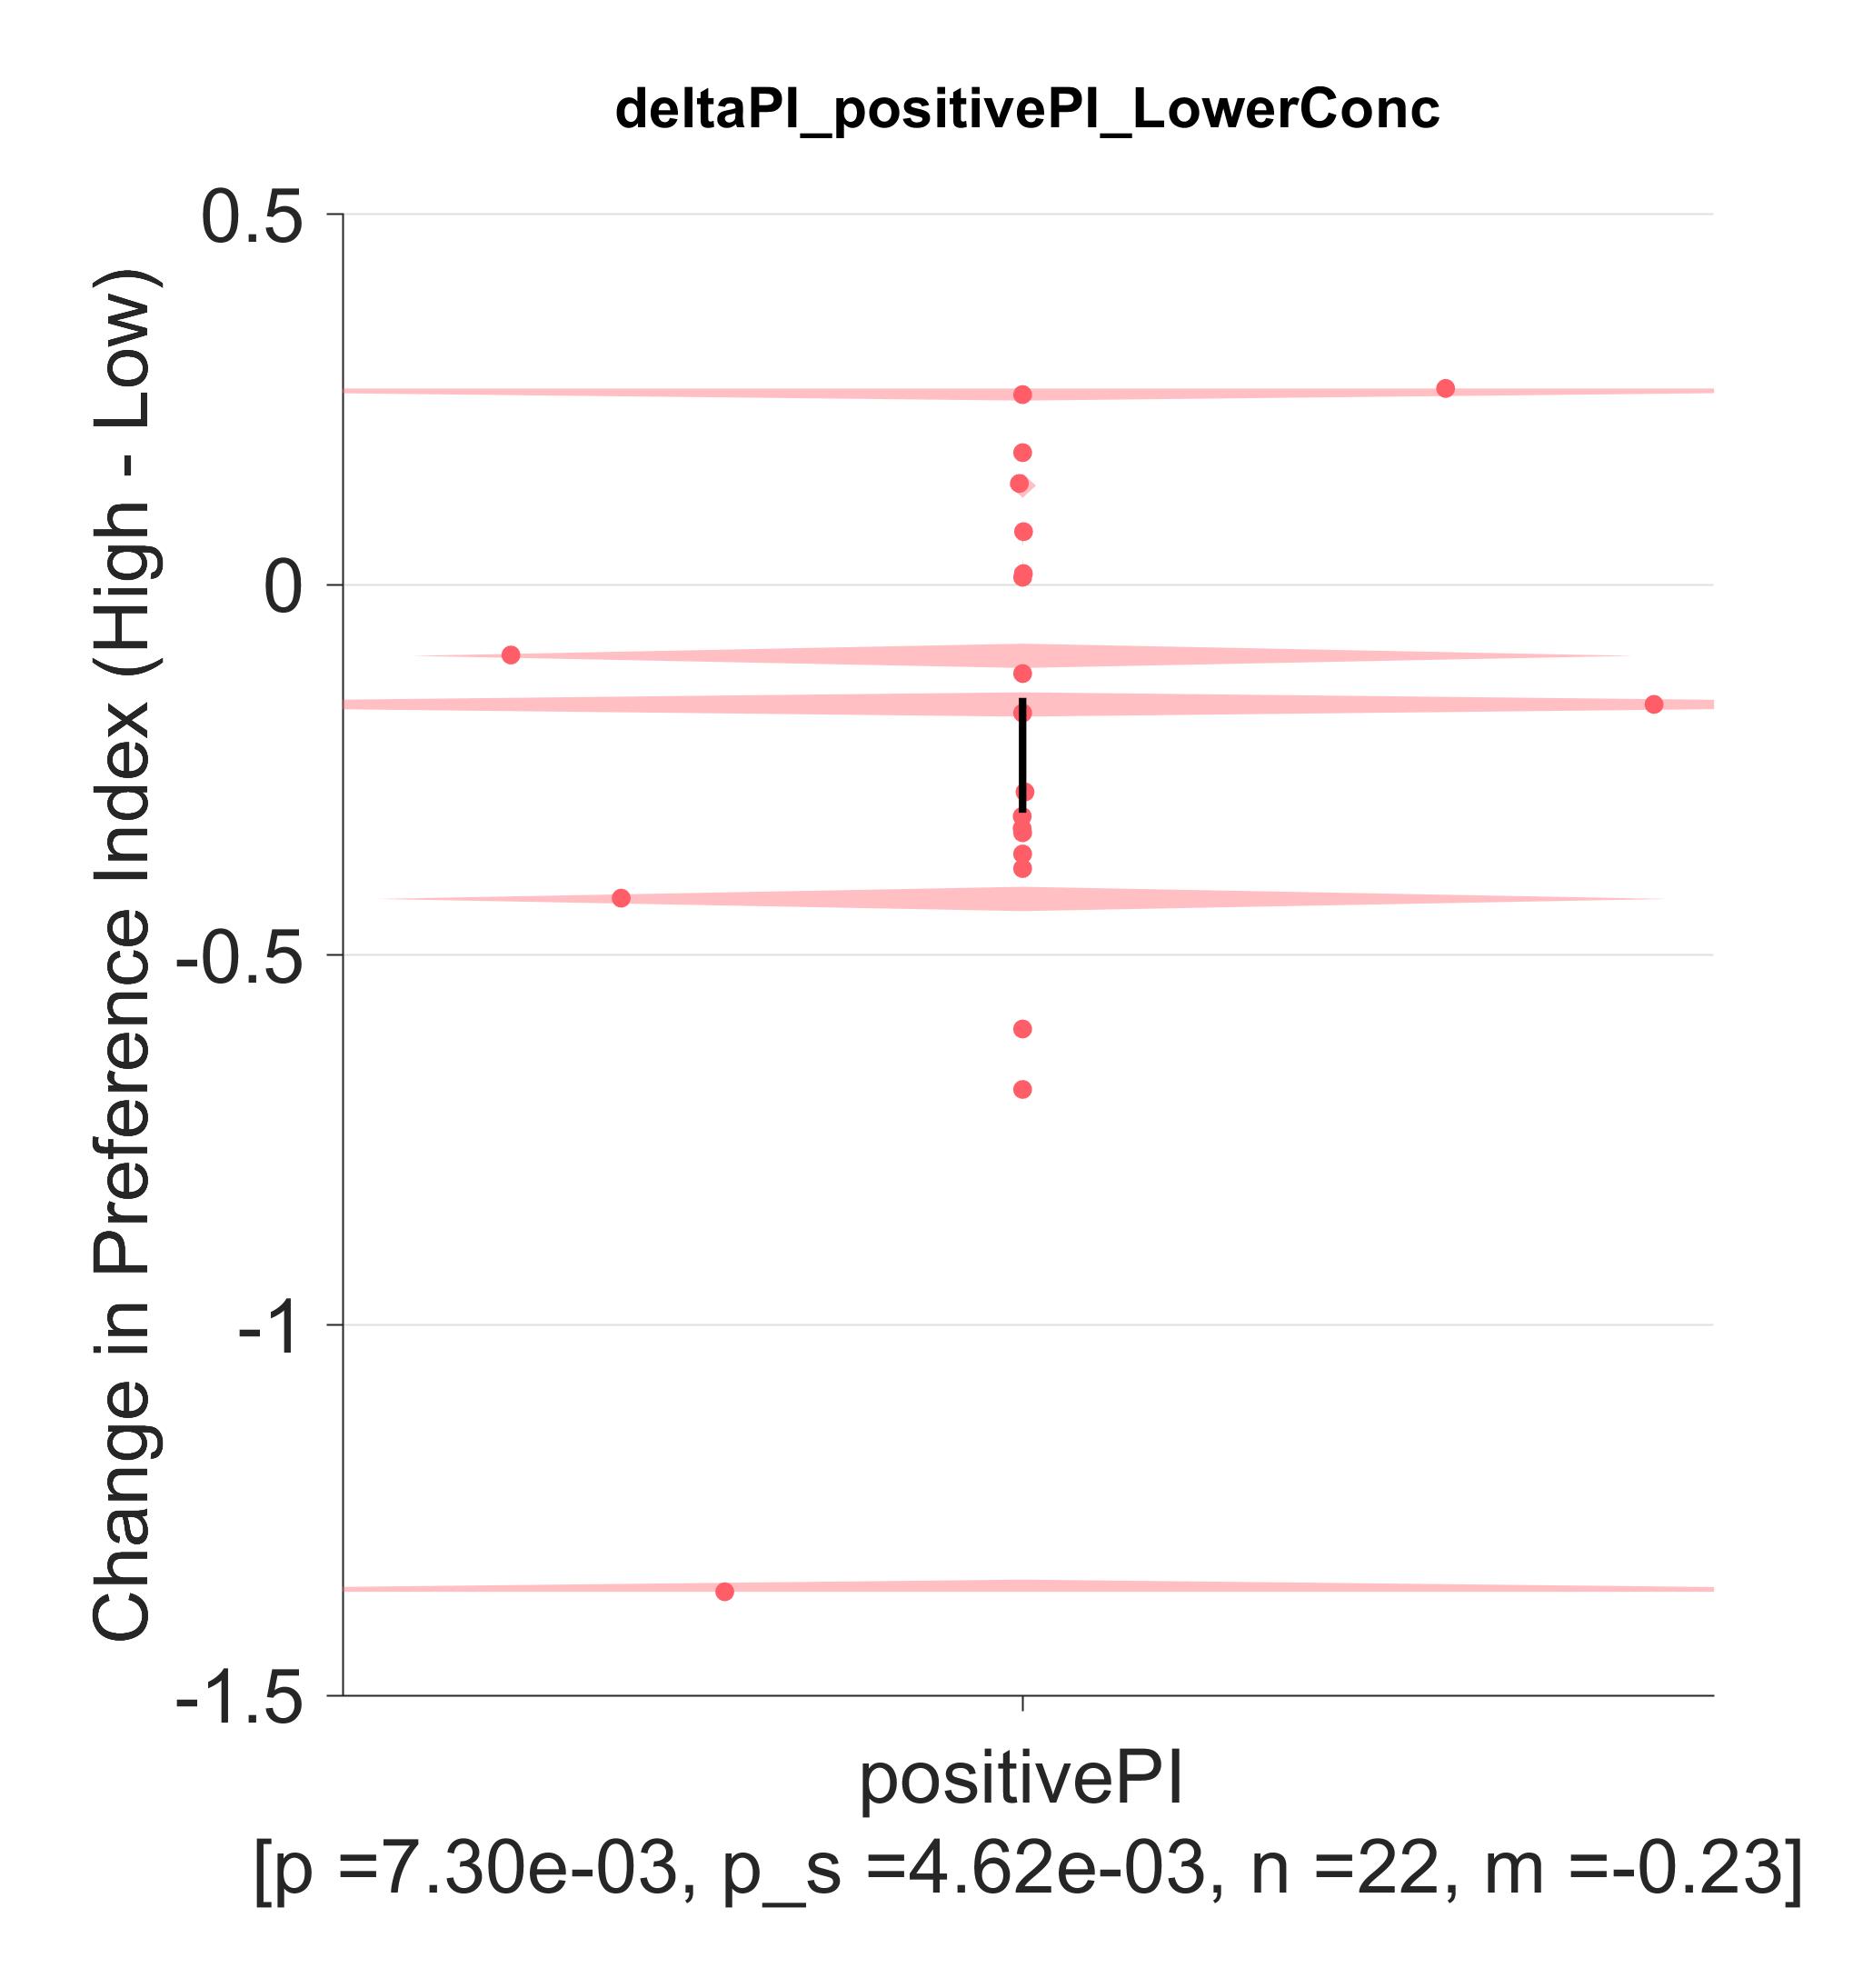 deltaPI_positivePI_LowerConc
Change in Preference Index (High - Low)
0.5
0
-0.5
-1
-1.5
positivePI
[p =7.30e-03, p_s =4.62e-03, n =22, m =-0.23]